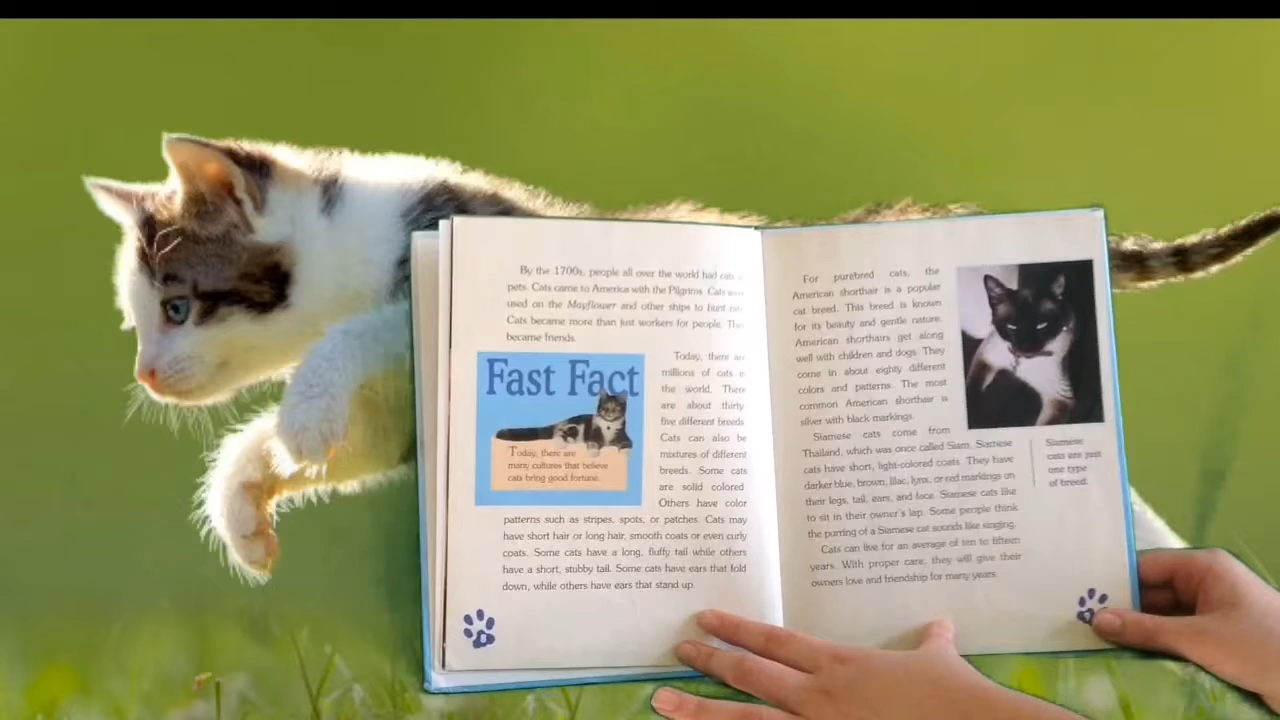 By the 1700s, people all over the world had cats
pets. Cats came to America with the Pilgrims. Cats
used on the Mayflower and other ships to hunt
Cats became more than just workers for people. They
became friends.
Fast Fact
Today, there are
many cultures that believe
cats bring good fortune.
Today, there are
millions of cats in
the world. There
are about thirty
five different breeds.
Cats can also be
mixtures of different
breeds. Some cats
are solid colored.
Others have color
patterns such as stripes, spots, or patches. Cats may
have short hair or long hair, smooth coats or even curly
coats. Some cats have a long, fluffy tail while others
have a short, stubby tail. Some cats have ears that fold
down, while others have ears that stand up.
8
For purebred cats, the
American shorthair is a popular
cat breed. This breed is known
for its beauty and gentle nature.
American shorthairs get along
well with children and dogs. They
come in about eighty different
colors and patterns. The most
common American shorthair is
silver with black markings.
Siamese cats come from
Thailand, which was once called Siam. Siamese
cats have short, light-colored coats. They have
darker blue, brown, lilac, lynx, or red markings on
their legs, tail, ears, and face. Siamese cats like
to sit in their owner's lap. Some people think
the purring of a Siamese cat sounds like singing.
Cats can live for an average of ten to fifteen
years. With proper care, they will give their
owners love and friendship for many years.
Siamese
cats are just
one type
of breed.